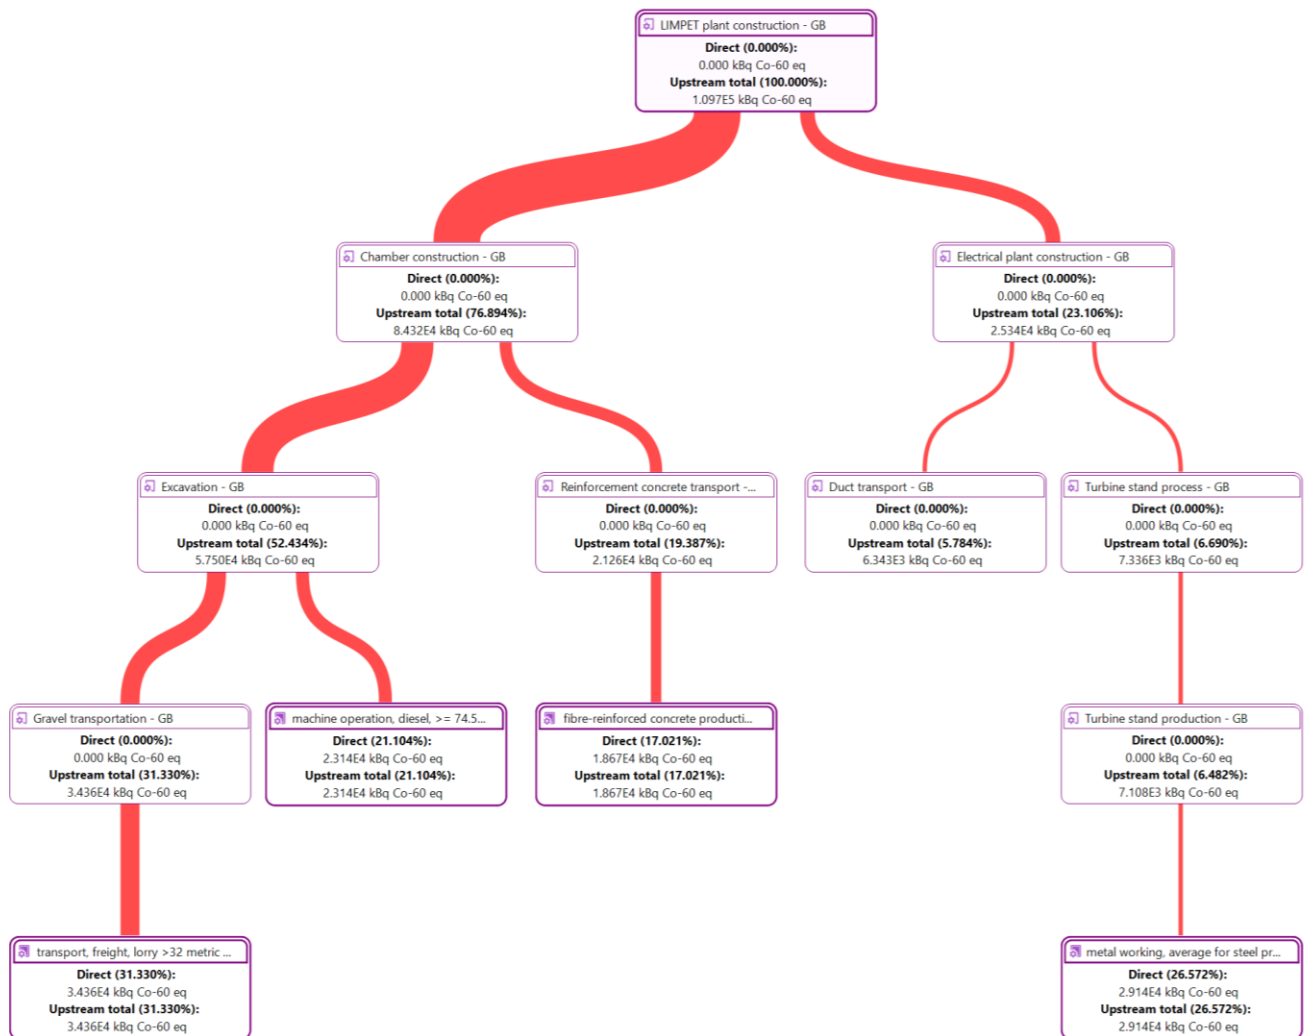 LIMPET plant construction - GB
Direct (0.000%):
0.000 kBq Co-60 eq
Upstream total (100.000%):
1.097E5 kBq Co-60 eq
Chamber construction - GB
Direct (0.000%):
0.000 kBq Co-60 eq
Upstream total (76.894%):
8.432E4 kBq Co-60 eq
Electrical plant construction - GB
Direct (0.000%):
0.000 kBq Co-60 eq
Upstream total (23.106%):
2.534E4 kBq Co-60 eq
Excavation - GB
Direct (0.000%):
0.000 kBq Co-60 eq
Upstream total (52.434%):
5.750E4 kBq Co-60 eq
Reinforcement concrete transport -...
Direct (0.000%):
0.000 kBq Co-60 eq
Upstream total (19.387%):
2.126E4 kBq Co-60 eq
Duct transport - GB
Direct (0.000%):
0.000 kBq Co-60 eq
Upstream total (5.784%):
6.343E3 kBq Co-60 eq
Turbine stand process - GB
Direct (0.000%):
0.000 kBq Co-60 eq
Upstream total (6.690%):
7.336E3 kBq Co-60 eq
Gravel transportation - GB
Direct (0.000%):
0.000 kBq Co-60 eq
Upstream total (31.330%):
3.436E4 kBq Co-60 eq
machine operation, diesel, >= 74.5...
Direct (21.104%):
2.314E4 kBq Co-60 eq
Upstream total (21.104%):
2.314E4 kBq Co-60 eq
fibre-reinforced concrete producti...
Direct (17.021%):
1.867E4 kBq Co-60 eq
Upstream total (17.021%):
1.867E4 kBq Co-60 eq
Turbine stand production - GB
Direct (0.000%):
0.000 kBq Co-60 eq
Upstream total (6.482%):
7.108E3 kBq Co-60 eq
transport, freight, lorry >32 metric ...
Direct (31.330%):
3.436E4 kBq Co-60 eq
Upstream total (31.330%):
3.436E4 kBq Co-60 eq
metal working, average for steel pr...
Direct (26.572%):
2.914E4 kBq Co-60 eq
Upstream total (26.572%):
2.914E4 kBq Co-60 eq